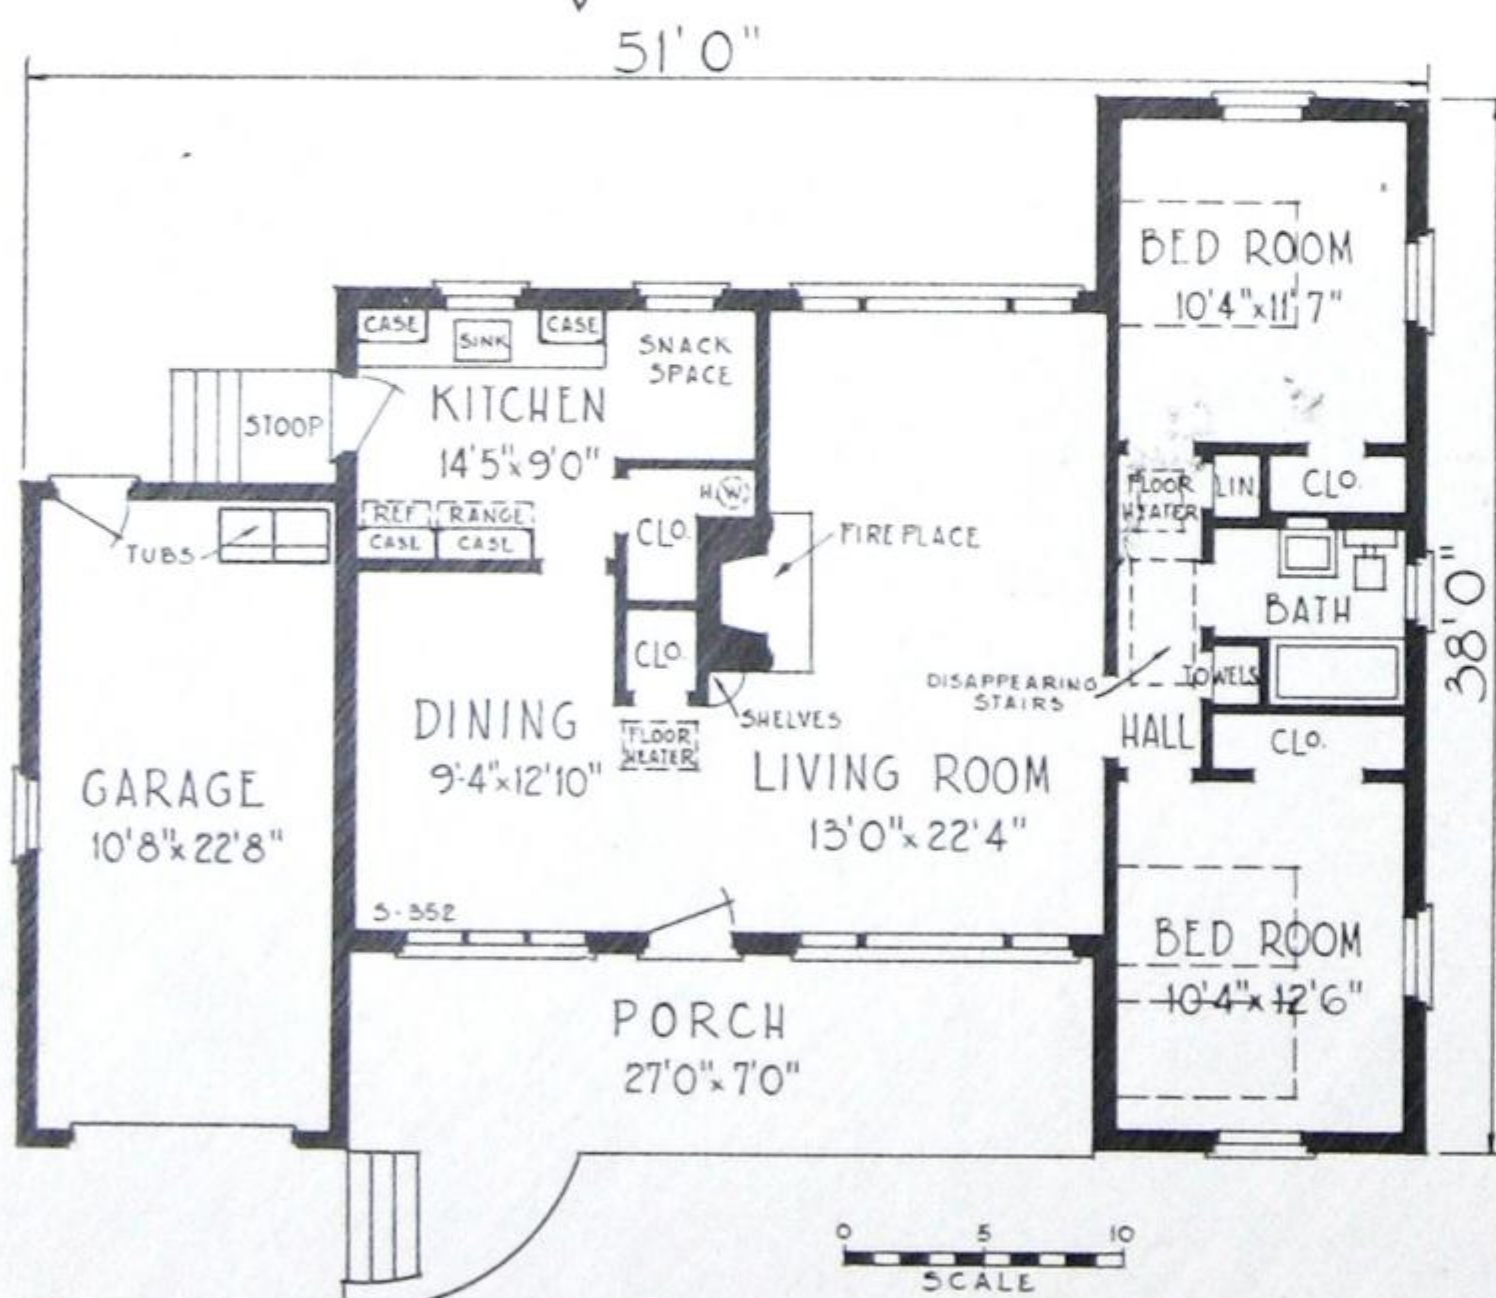 51'0"
BED ROOM
10'4"x11'7"
CASE
SINK
CASE
SNACK
SPACE
KITCHEN
14'5"x9'0"
STOOP
H.W.
REF
RANGE
CASE
CASE
CLO.
FIREPLACE
FLOOR
HEATER
LIN.
CLO.
TUBS
BATH
38'0"
CLO.
DISAPPEARING
STAIRS
TOWELS
SHELVES
DINING
9'-4"x12'10"
FLOOR
HEATER
HALL
CLO.
GARAGE
10'8"x22'8"
LIVING ROOM
13'0"x22'4"
S-352
BED ROOM
10'4"x12'6"
PORCH
27'0"x7'0"
0 5 10
SCALE